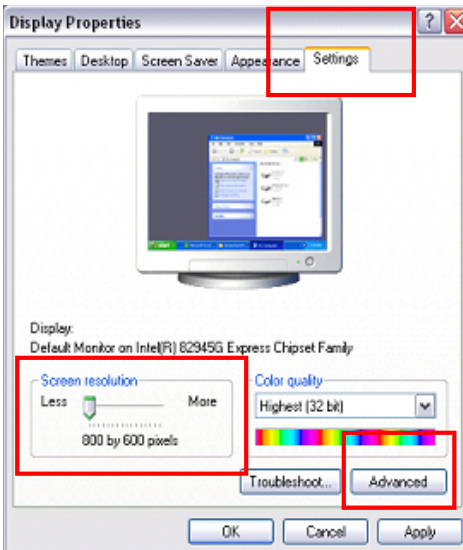 Display Properties
?
Themes Desktop Screen Saver Appearance Settings
Display:
Default Monitor on Intel(R) 82945G Express Chipset Family
Screen resolution
Less More
800 by 600 pixels
Color quality
Highest (32 bit)
Troubleshoot... Advanced
OK Cancel Apply